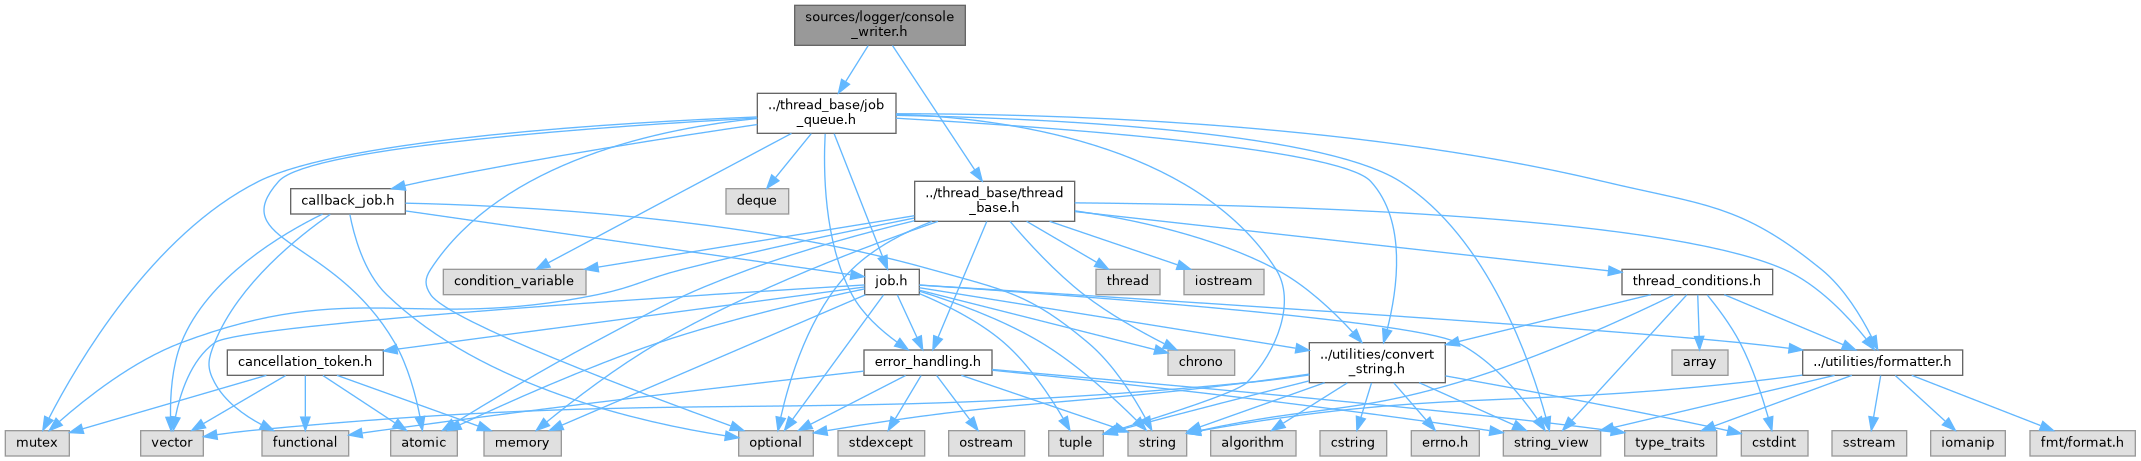 sources/logger/console
_writer.h
../thread_base/job
_queue.h
callback_job.h
deque
../thread_base/thread
_base.h
condition_variable
job.h
thread
iostream
thread_conditions.h
cancellation_token.h
error_handling.h
chrono
../utilities/convert
_string.h
array
../utilities/formatter.h
mutex
vector
functional
atomic
memory
optional
stdexcept
ostream
tuple
string
algorithm
cstring
errno.h
string_view
type_traits
cstdint
sstream
iomanip
fmt/format.h